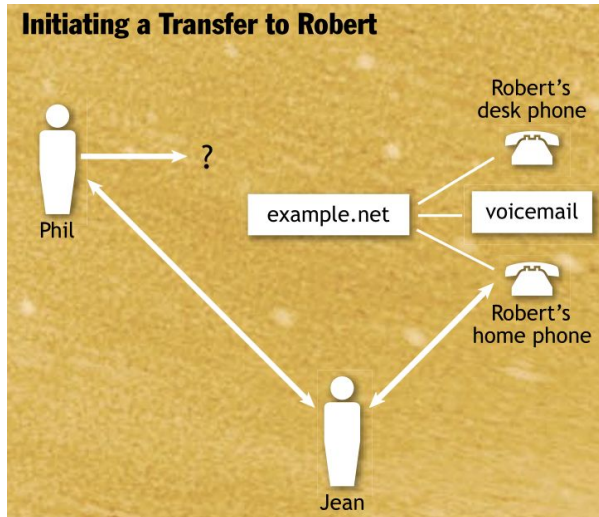 Initiating a Transfer to Robert
Robert’s
desk phone
?
Phil
example.net
voicemail
Robert’s
home phone
Jean